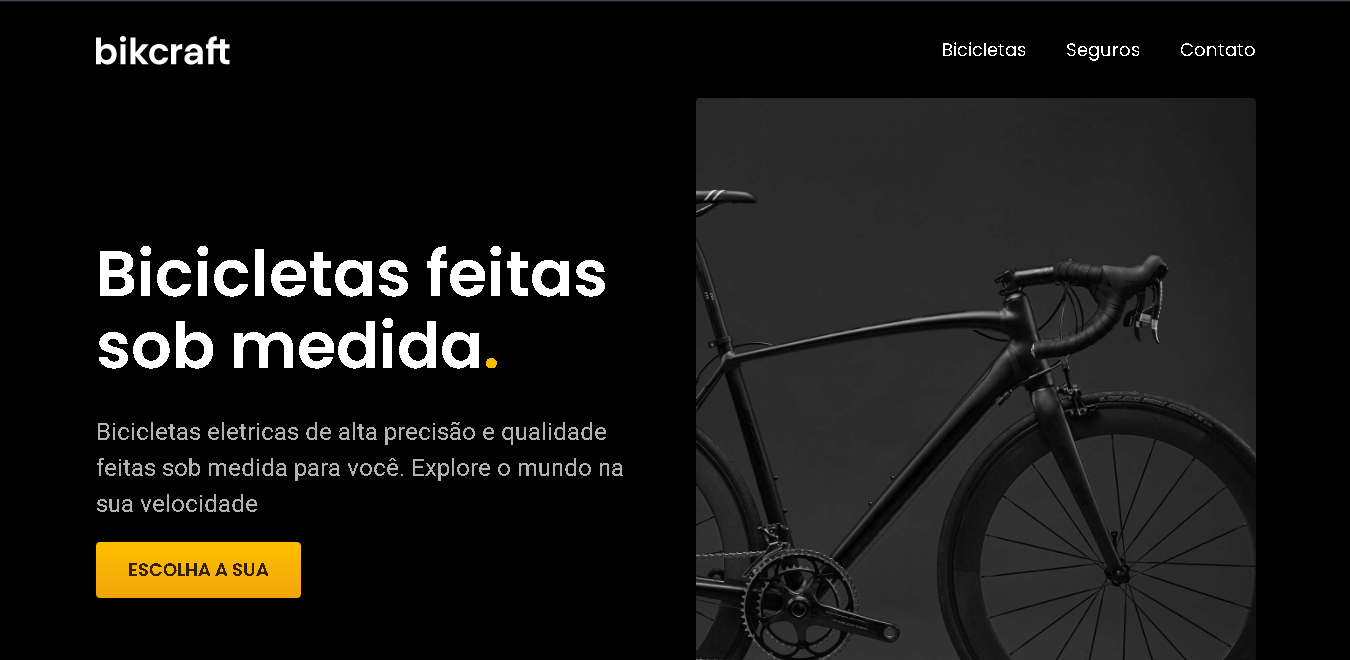 bikcraft
Bicicletas
Seguros
Contato
Bicicletas feitas
sob medida.
Bicicletas eletricas de alta precisão e qualidade
feitas sob medida para você. Explore o mundo na
sua velocidade
ESCOLHA A SUA